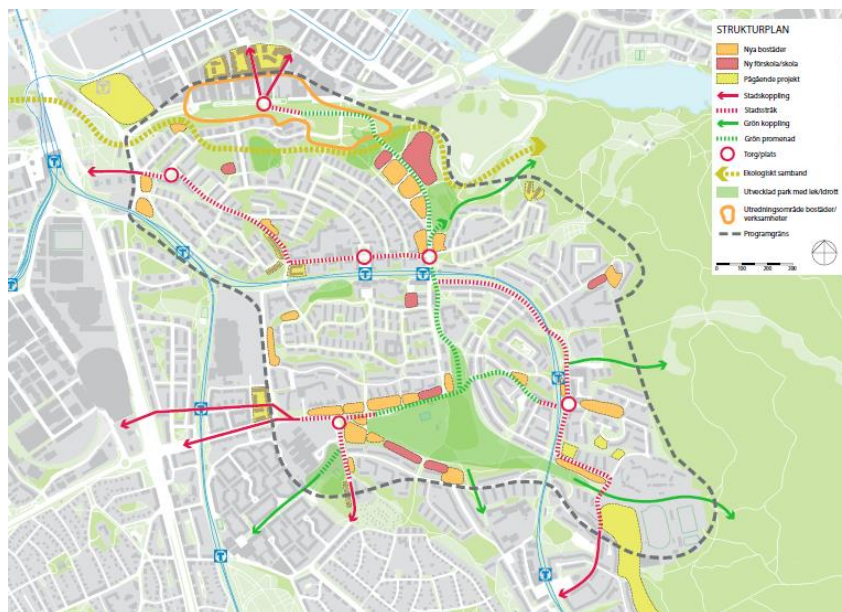 STRUKTURPLAN
Nya bostäder
Ny förskola/skola
Pågående projekt
Stadskoppling
Stadsstråk
Grön koppling
Grön promenad
Torg/plats
Ekologiskt samband
Utvecklad park med lek/idrott
Utredningsområde bostäder/
verksamheter
Programgräns
0 100 200 300
T
T
T
T
T
T
T
T
T
T